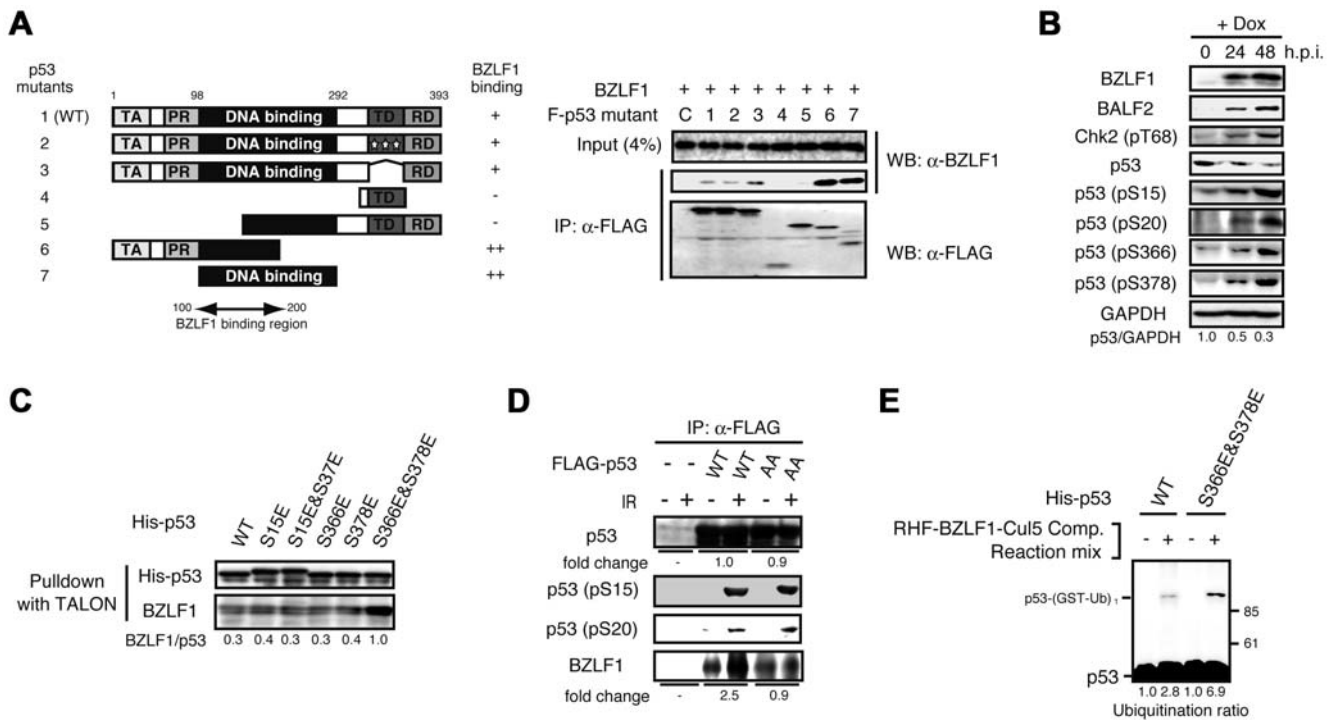 A
p53 mutants
BZLF1 binding
1 98 292 393
1 (WT) TA PR DNA binding TD RD +
2 TA PR DNA binding ☆☆☆ RD +
3 TA PR DNA binding RD +
4 TD -
5 TD RD -
6 TA PR ++
7 DNA binding ++
100 200
BZLF1 binding region
BZLF1 + + + + + + + +
F-p53 mutant C 1 2 3 4 5 6 7
Input (4%)
WB: α-BZLF1
IP: α-FLAG
WB: α-FLAG
B
+ Dox
0 24 48 h.p.i.
BZLF1
BALF2
Chk2 (pT68)
p53
p53 (pS15)
p53 (pS20)
p53 (pS366)
p53 (pS378)
GAPDH
p53/GAPDH 1.0 0.5 0.3
C
His-p53 WT S15E S15E&S37E S366E S378E S366E&S378E
Pulldown with TALON
His-p53
BZLF1
BZLF1/p53 0.3 0.4 0.3 0.3 0.4 1.0
D
IP: α-FLAG
FLAG-p53 - - WT WT AA AA
IR - + - + - +
p53
fold change - 1.0 0.9
p53 (pS15)
p53 (pS20)
BZLF1
fold change - 2.5 0.9
E
His-p53 WT S366E&S378E
RHF-BZLF1-Cul5 Comp.
Reaction mix - + - +
p53-(GST-Ub)1
85
61
p53
1.0 2.8 1.0 6.9
Ubiquitination ratio